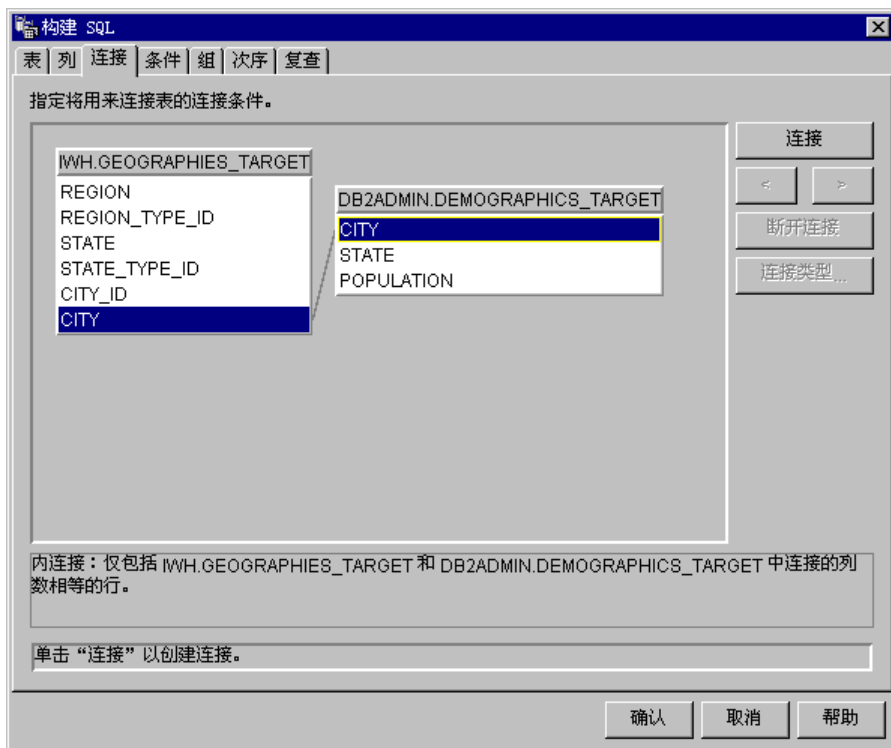 构建 SQL
表 列 连接 条件 组 次序 复查
指定将用来连接表的连接条件。
IWH.GEOGRAPHIES_TARGET
REGION
REGION_TYPE_ID
STATE
STATE_TYPE_ID
CITY_ID
CITY
DB2ADMIN.DEMOGRAPHICS_TARGET
CITY
STATE
POPULATION
连接
< >
断开连接
连接类型...
内连接：仅包括 IWH.GEOGRAPHIES_TARGET 和 DB2ADMIN.DEMOGRAPHICS_TARGET 中连接的列
数相等的行。
单击“连接”以创建连接。
确认 取消 帮助